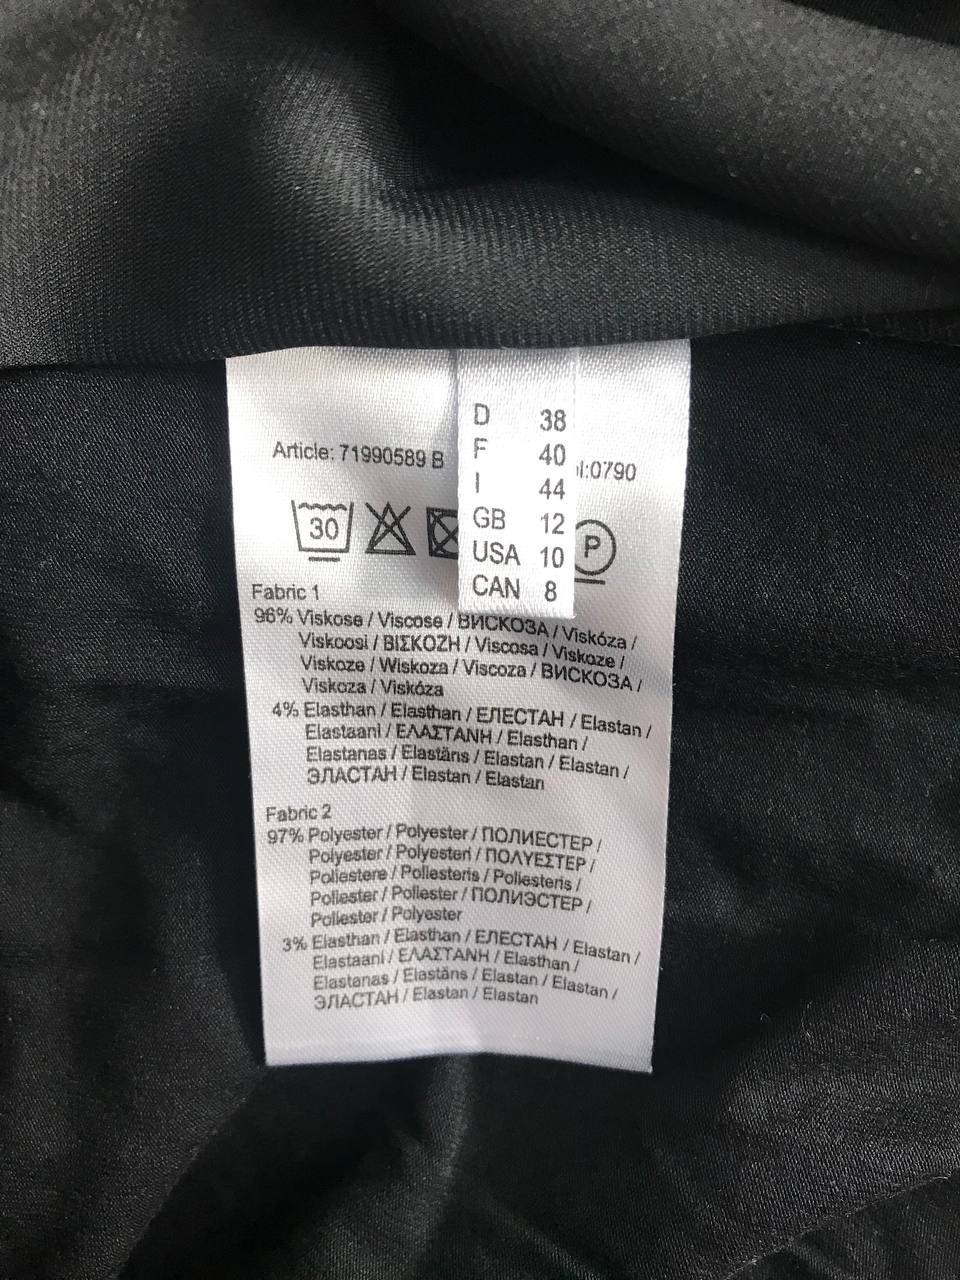 D 38
F 40
I 44
GB 12
USA 10
CAN 8
Article: 71990589 B
:0790
30
P
Fabric 1
96% Viskose / Viscose / ВИСКОЗА / Viskóza /
Viskoosi / ΒΙΣΚΟΖΗ / Viscosa / Viskoze /
Viskoze / Wiskoza / Viscoza / ВИСКОЗА /
Viskoza / Viskóza
4% Elasthan / Elasthan / ЕЛЕСТАН / Elastan /
Elastaani / ΕΛΑΣΤΑΝΗ / Elasthan /
Elastanas / Elastāns / Elastan / Elastan /
ЭЛАСТАН / Elastan / Elastan
Fabric 2
97% Polyester / Polyester / ПОЛИЕСТЕР /
Polyester / Polyesteri / ΠΟΛΥΕΣΤΕΡ /
Poliestere / Poliesteris / Poliesteris /
Poliester / Poliester / ПОЛИЭСТЕР /
Poliester / Polyester
3% Elasthan / Elasthan / ЕЛЕСТАН / Elastan /
Elastaani / ΕΛΑΣΤΑΝΗ / Elasthan /
Elastanas / Elastāns / Elastan / Elastan /
ЭЛАСТАН / Elastan / Elastan